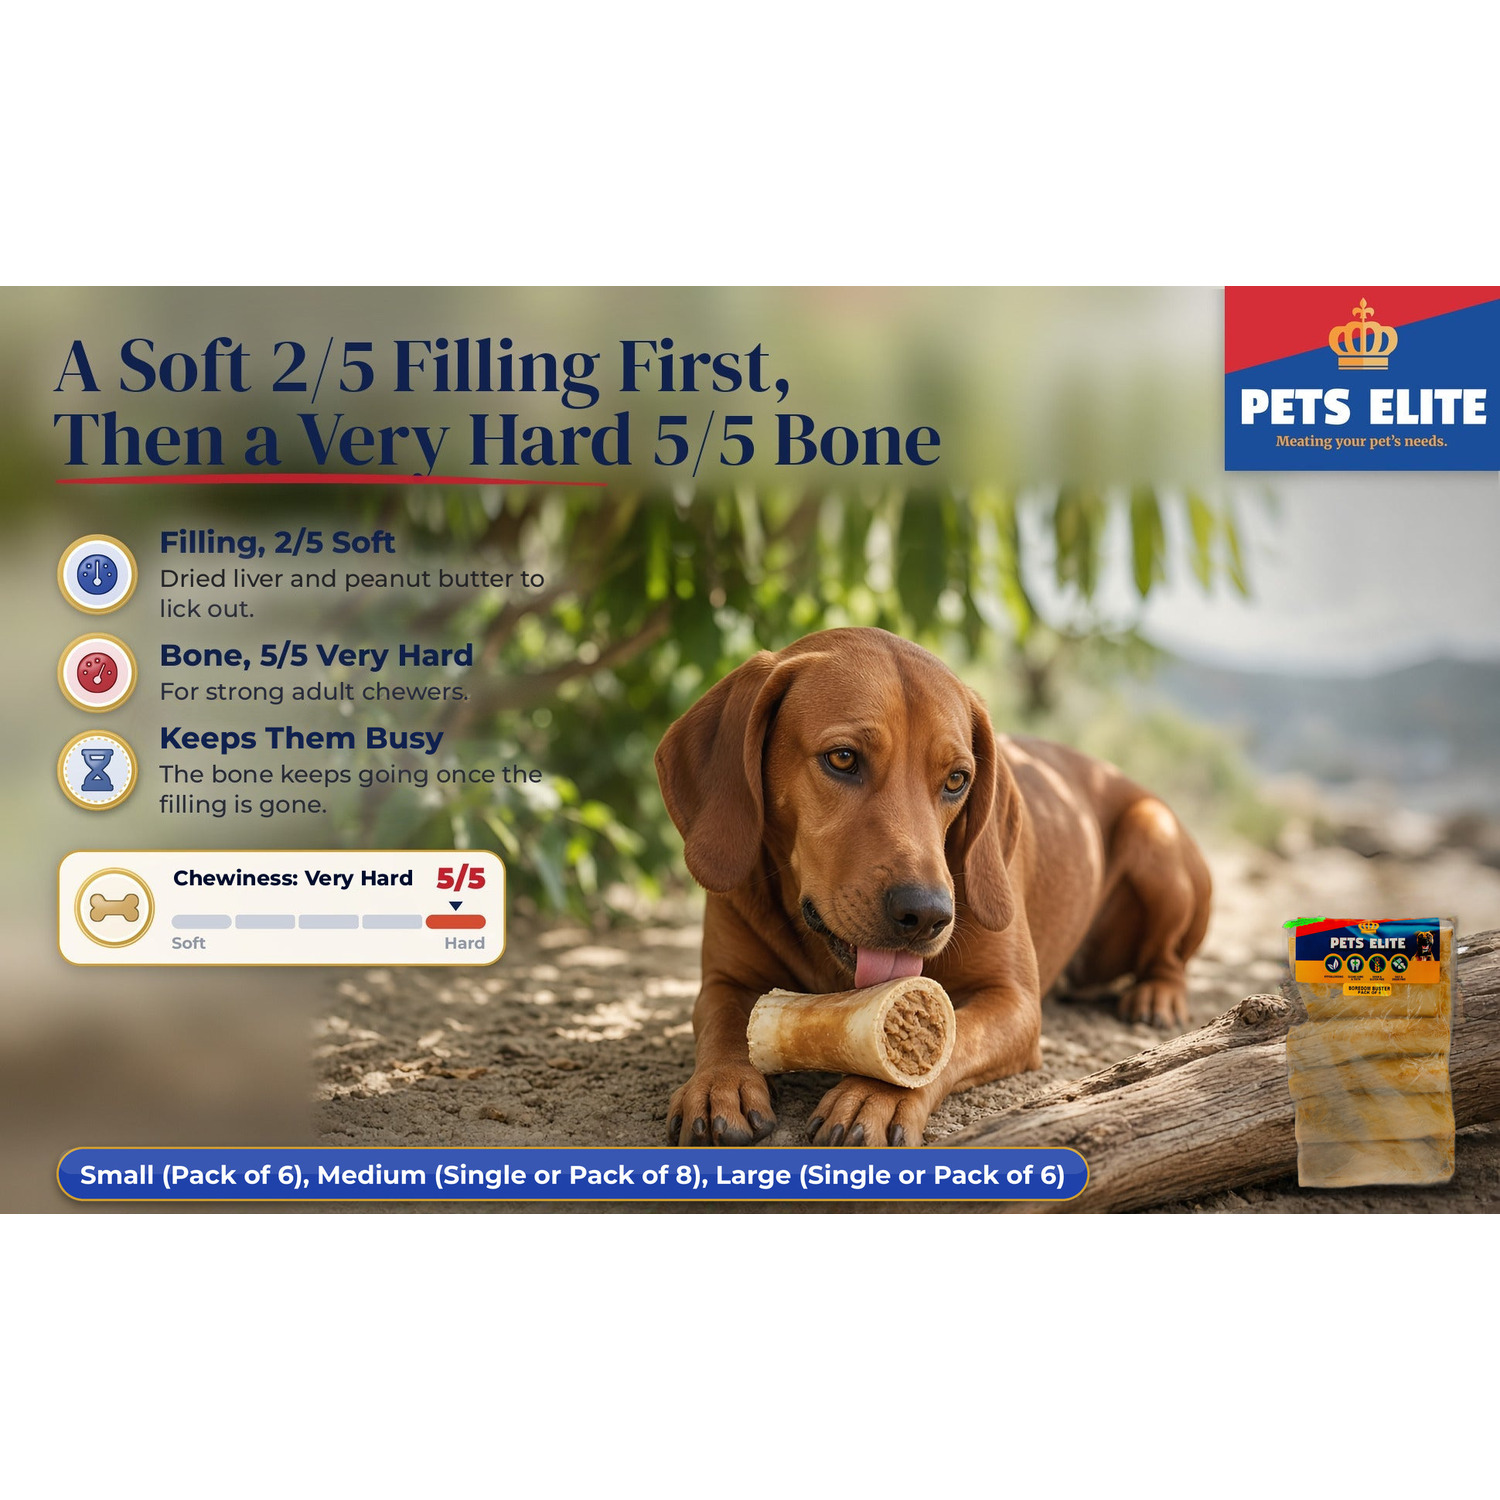 A Soft 2/5 Filling First,
Then a Very Hard 5/5 Bone
PETS ELITE
Meating your pet's needs.
Filling, 2/5 Soft
Dried liver and peanut butter to
lick out.
Bone, 5/5 Very Hard
For strong adult chewers.
Keeps Them Busy
The bone keeps going once the
filling is gone.
Chewiness: Very Hard 5/5
Soft Hard
PETS ELITE
BOREDOM BUSTER
Small (Pack of 6), Medium (Single or Pack of 8), Large (Single or Pack of 6)